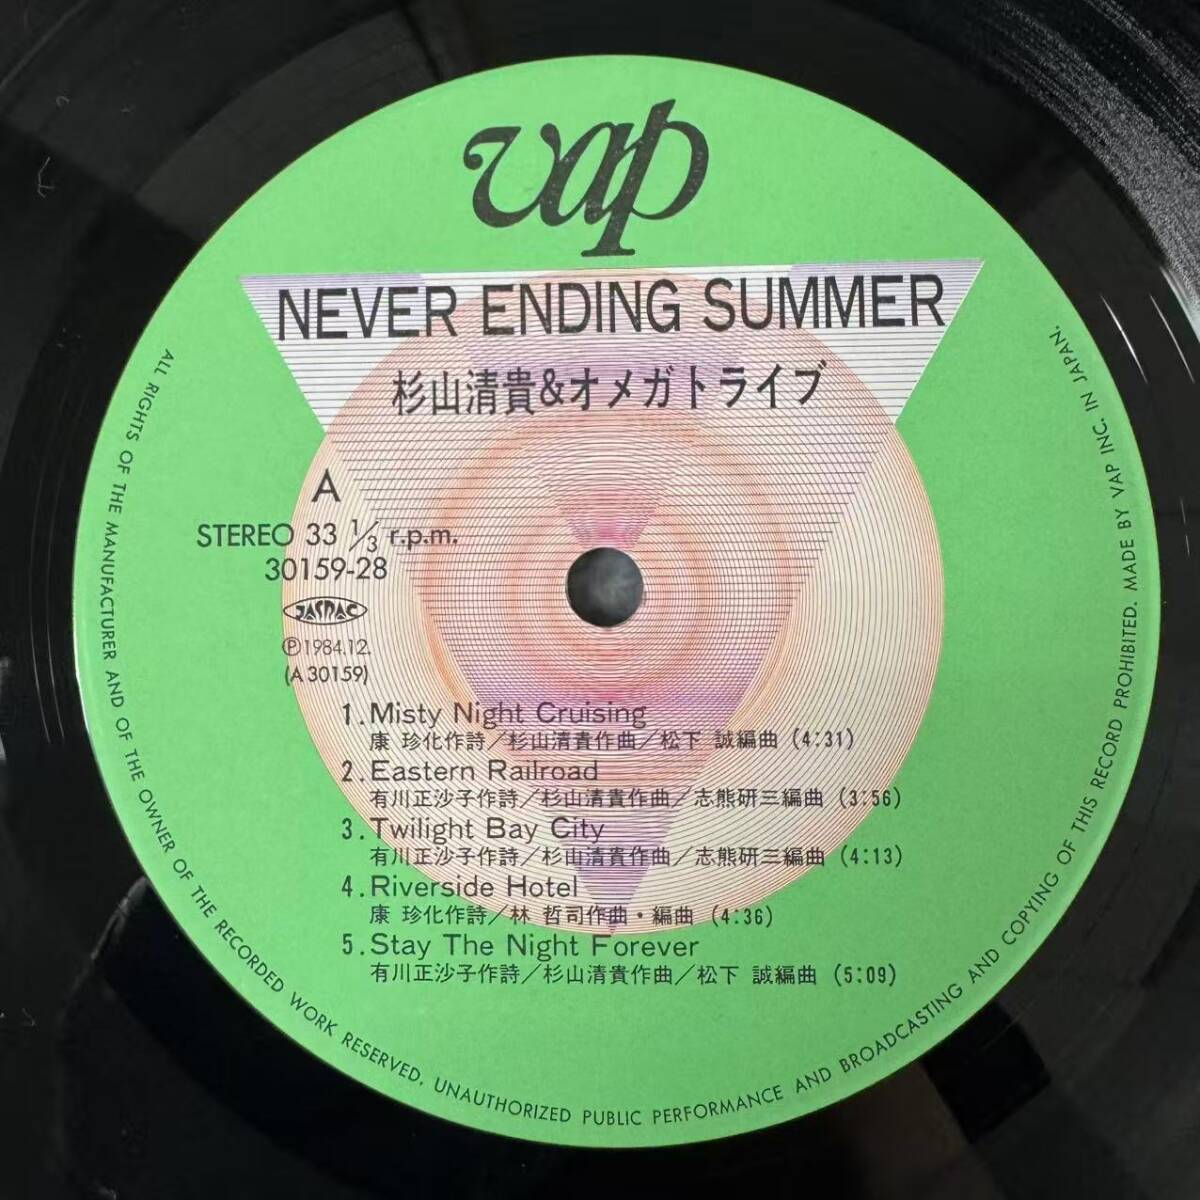 vap
NEVER ENDING SUMMER
杉山清貴&オメガトライブ
A
STEREO 33 1/3 r.p.m.
30159-28
JASRAC
Ⓟ1984.12.
(A 30159)
1. Misty Night Cruising
康 珍化作詩/杉山清貴作曲/松下 誠編曲 (4:31)
2. Eastern Railroad
有川正沙子作詩/杉山清貴作曲/志熊研三編曲 (3:56)
3. Twilight Bay City
有川正沙子作詩/杉山清貴作曲/志熊研三編曲 (4:13)
4. Riverside Hotel
康 珍化作詩/林 哲司作曲・編曲 (4:36)
5. Stay The Night Forever
有川正沙子作詩/杉山清貴作曲/松下 誠編曲 (5:09)
ALL RIGHTS OF THE MANUFACTURER AND OF THE OWNER OF THE RECORDED WORK RESERVED. UNAUTHORIZED PUBLIC PERFORMANCE AND BROADCASTING AND COPYING OF THIS RECORD PROHIBITED. MADE BY VAP INC. IN JAPAN.